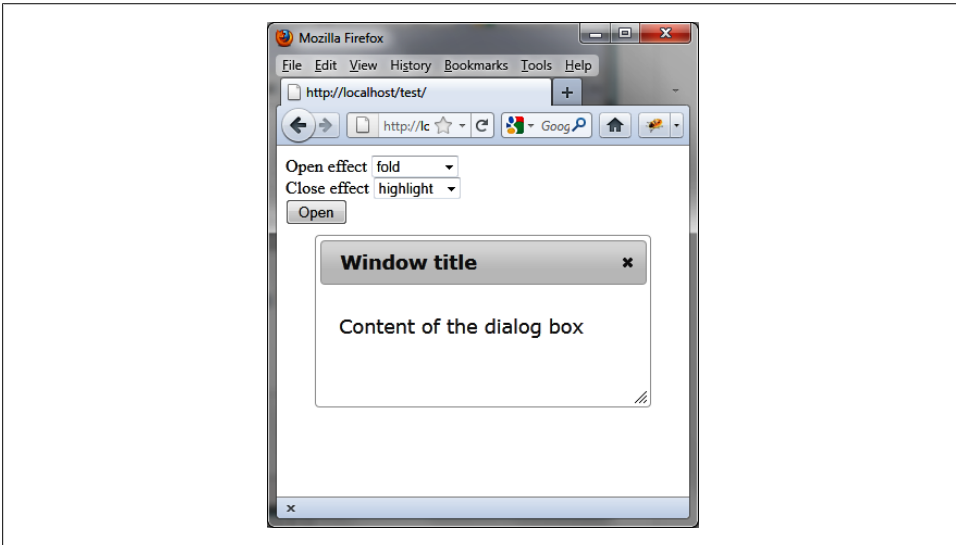 Mozilla Firefox
File Edit View History Bookmarks Tools Help
http://localhost/test/
http://lc Goog
Open effect fold
Close effect highlight
Open
Window title
Content of the dialog box
x